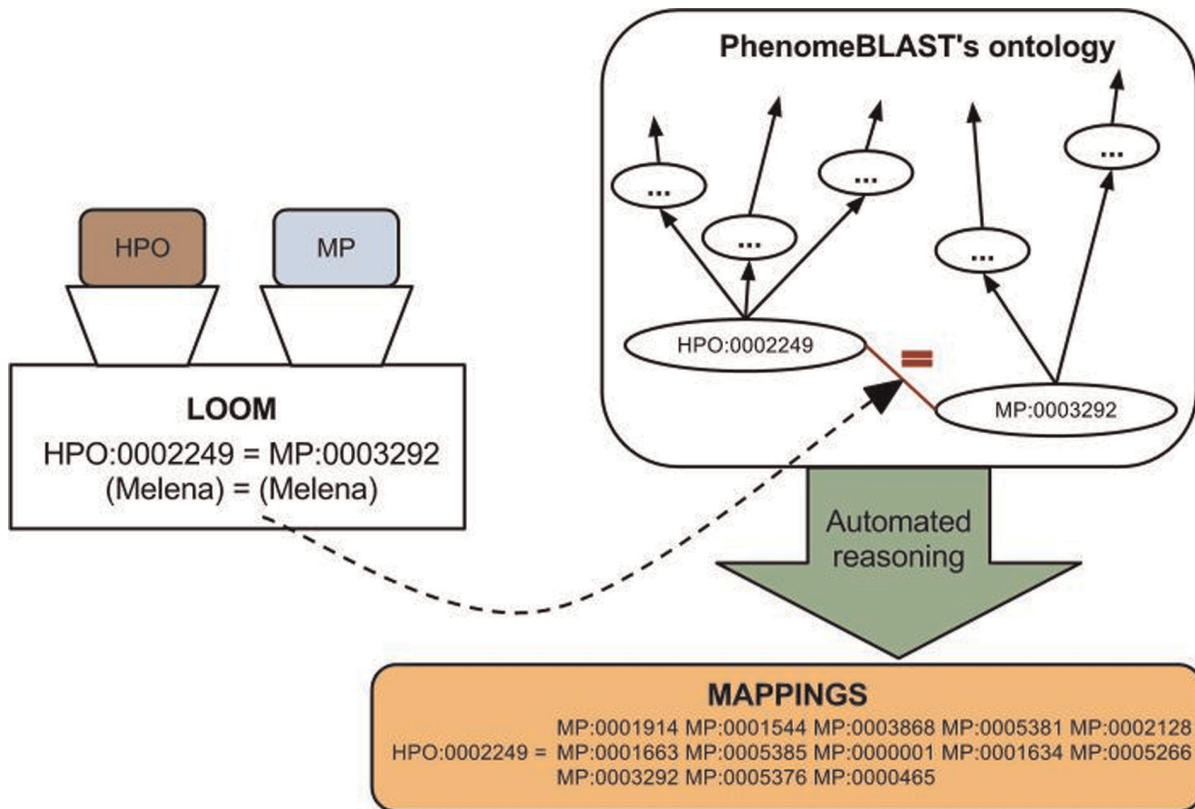 PhenomeBLAST's ontology
...
...
...
...
...
HPO
MP
HPO:0002249
=
MP:0003292
LOOM
HPO:0002249 = MP:0003292
(Melena) = (Melena)
Automated
reasoning
MAPPINGS
MP:0001914 MP:0001544 MP:0003868 MP:0005381 MP:0002128
HPO:0002249 = MP:0001663 MP:0005385 MP:0000001 MP:0001634 MP:0005266
MP:0003292 MP:0005376 MP:0000465